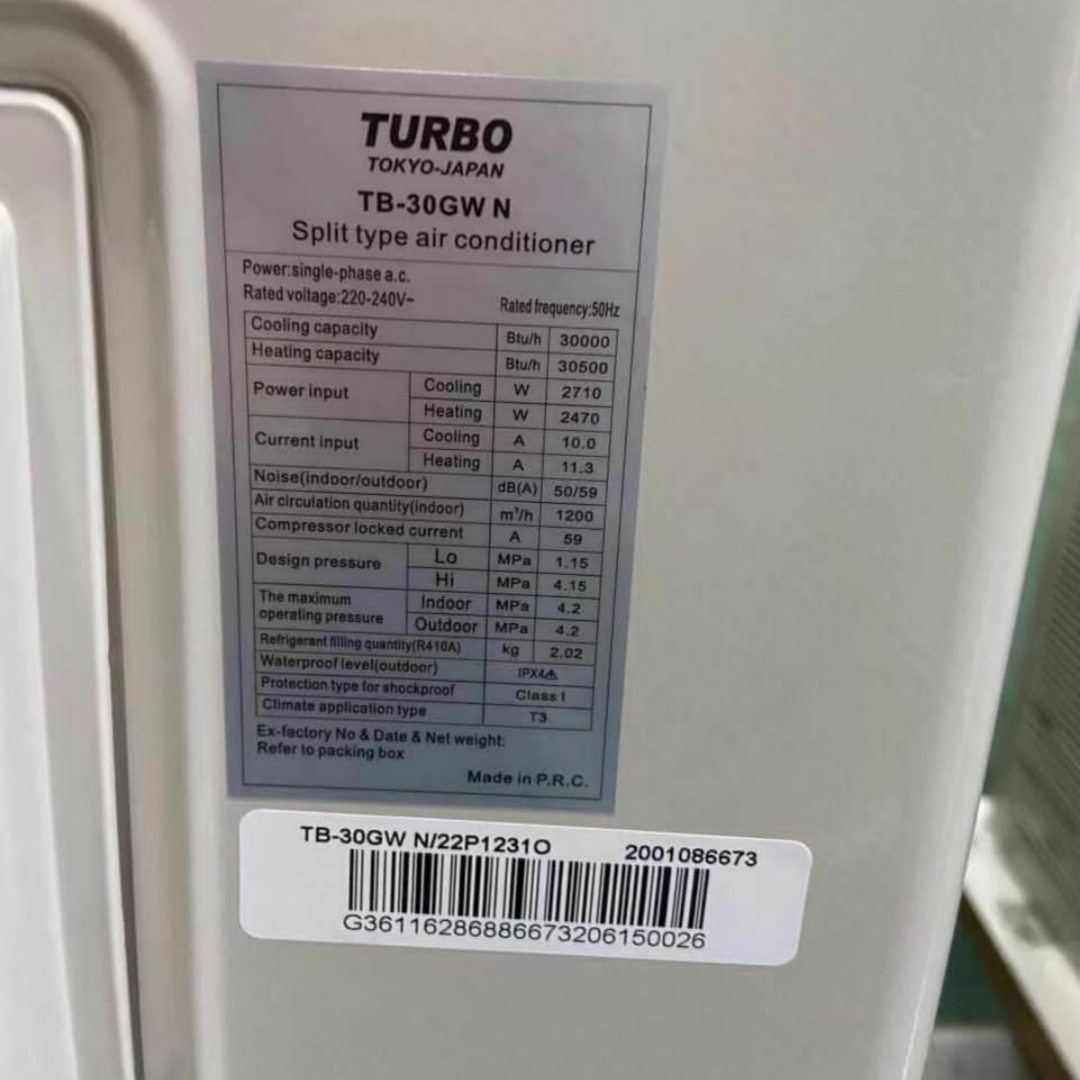 TURBO
TOKYO-JAPAN
TB-30GW N
Split type air conditioner
Power:single-phase a.c.
Rated voltage:220-240V~ Rated frequency:50Hz
Cooling capacity Btu/h 30000
Heating capacity Btu/h 30500
Power input Cooling W 2710
Heating W 2470
Current input Cooling A 10.0
Heating A 11.3
Noise(indoor/outdoor) dB(A) 50/59
Air circulation quantity(indoor) m³/h 1200
Compressor locked current A 59
Design pressure Lo MPa 1.15
Hi MPa 4.15
The maximum operating pressure Indoor MPa 4.2
Outdoor MPa 4.2
Refrigerant filling quantity(R410A) kg 2.02
Waterproof level(outdoor) IPX4
Protection type for shockproof Class I
Climate application type T3
Ex-factory No & Date & Net weight:
Refer to packing box
Made in P.R.C.
TB-30GW N/22P1231O 2001086673
G361162868866673206150026